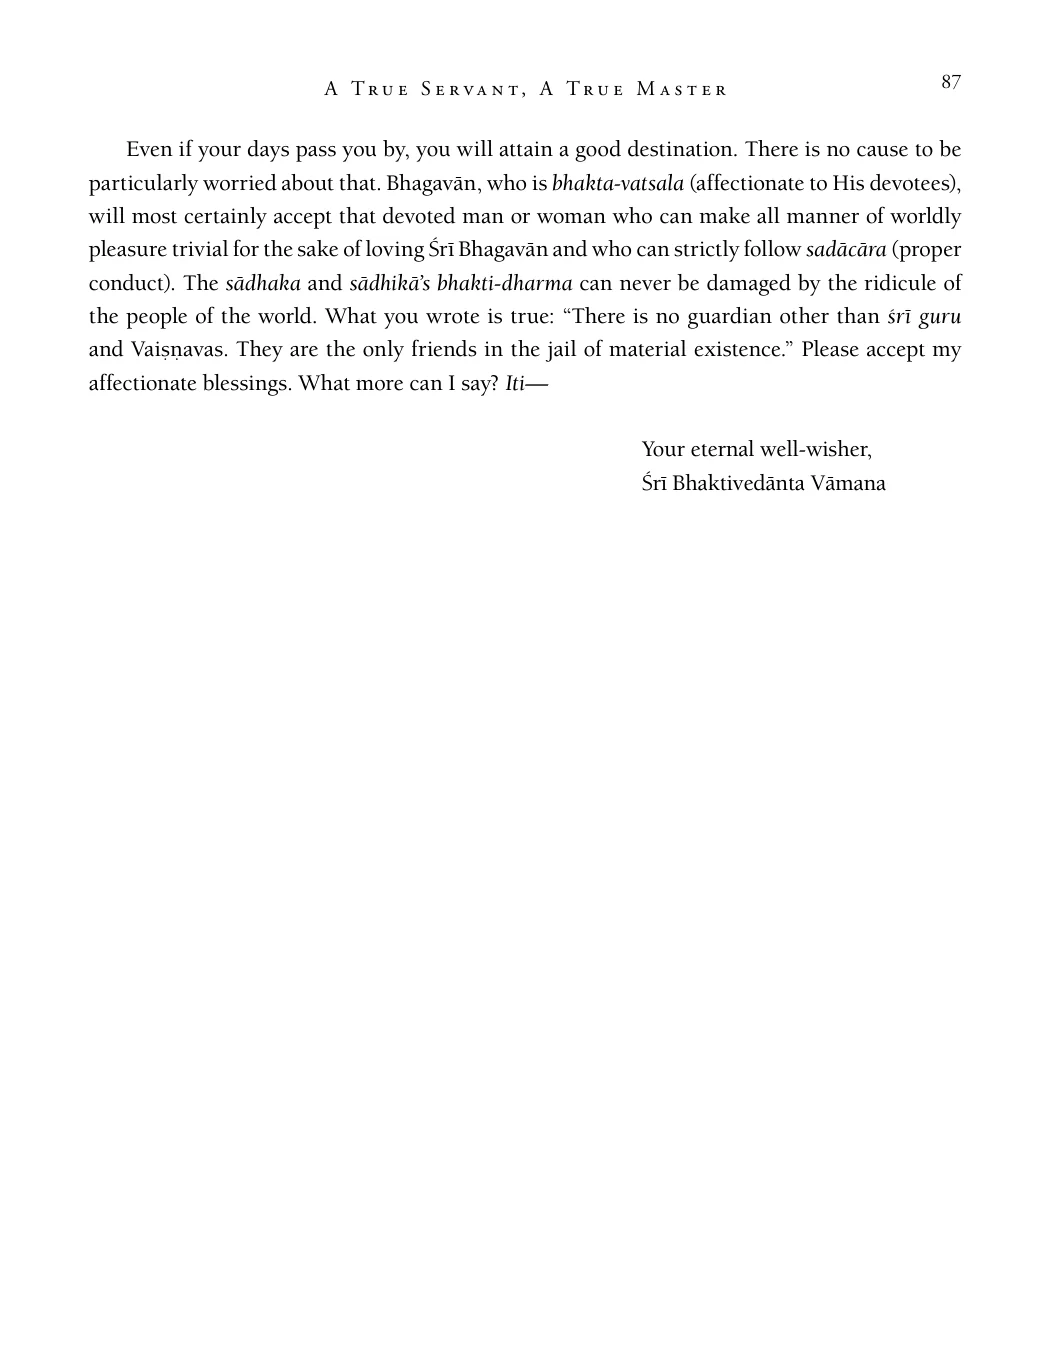 A True Servant, A True Master
87
Even if your days pass you by, you will attain a good destination. There is no cause to be
particularly worried about that. Bhagavān, who is bhakta-vatsala (affectionate to His devotees),
will most certainly accept that devoted man or woman who can make all manner of worldly
pleasure trivial for the sake of loving Śrī Bhagavān and who can strictly follow sadācāra (proper
conduct). The sādhaka and sādhikā’s bhakti-dharma can never be damaged by the ridicule of
the people of the world. What you wrote is true: “There is no guardian other than śrī guru
and Vaiṣṇavas. They are the only friends in the jail of material existence.” Please accept my
affectionate blessings. What more can I say? Iti—
Your eternal well-wisher,
Śrī Bhaktivedānta Vāmana